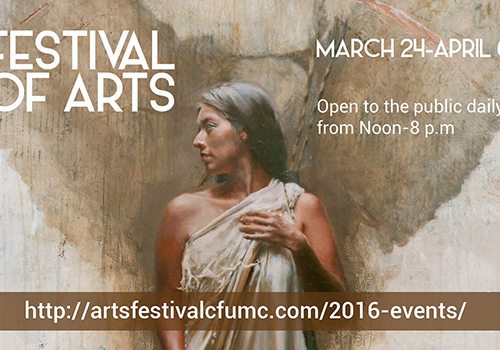 FESTIVAL
OF ARTS
MARCH 24-APRIL
Open to the public daily
from Noon-8 p.m
http://artsfestivalcfumc.com/2016-events/